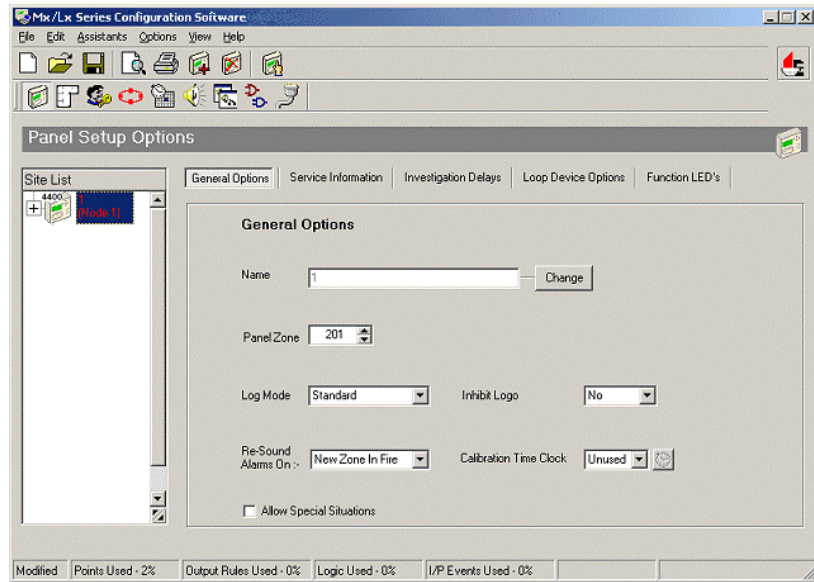 Mx/Lx Series Configuration Software
File Edit Assistants Options View Help
Panel Setup Options
Site List
4400
1
(Node 1)
General Options Service Information Investigation Delays Loop Device Options Function LED's
General Options
Name 1 Change
Panel Zone 201
Log Mode Standard Inhibit Logo No
Re-Sound
Alarms On :- New Zone In Fire Calibration Time Clock Unused
Allow Special Situations
Modified Points Used - 2% Output Rules Used - 0% Logic Used - 0% I/P Events Used - 0%